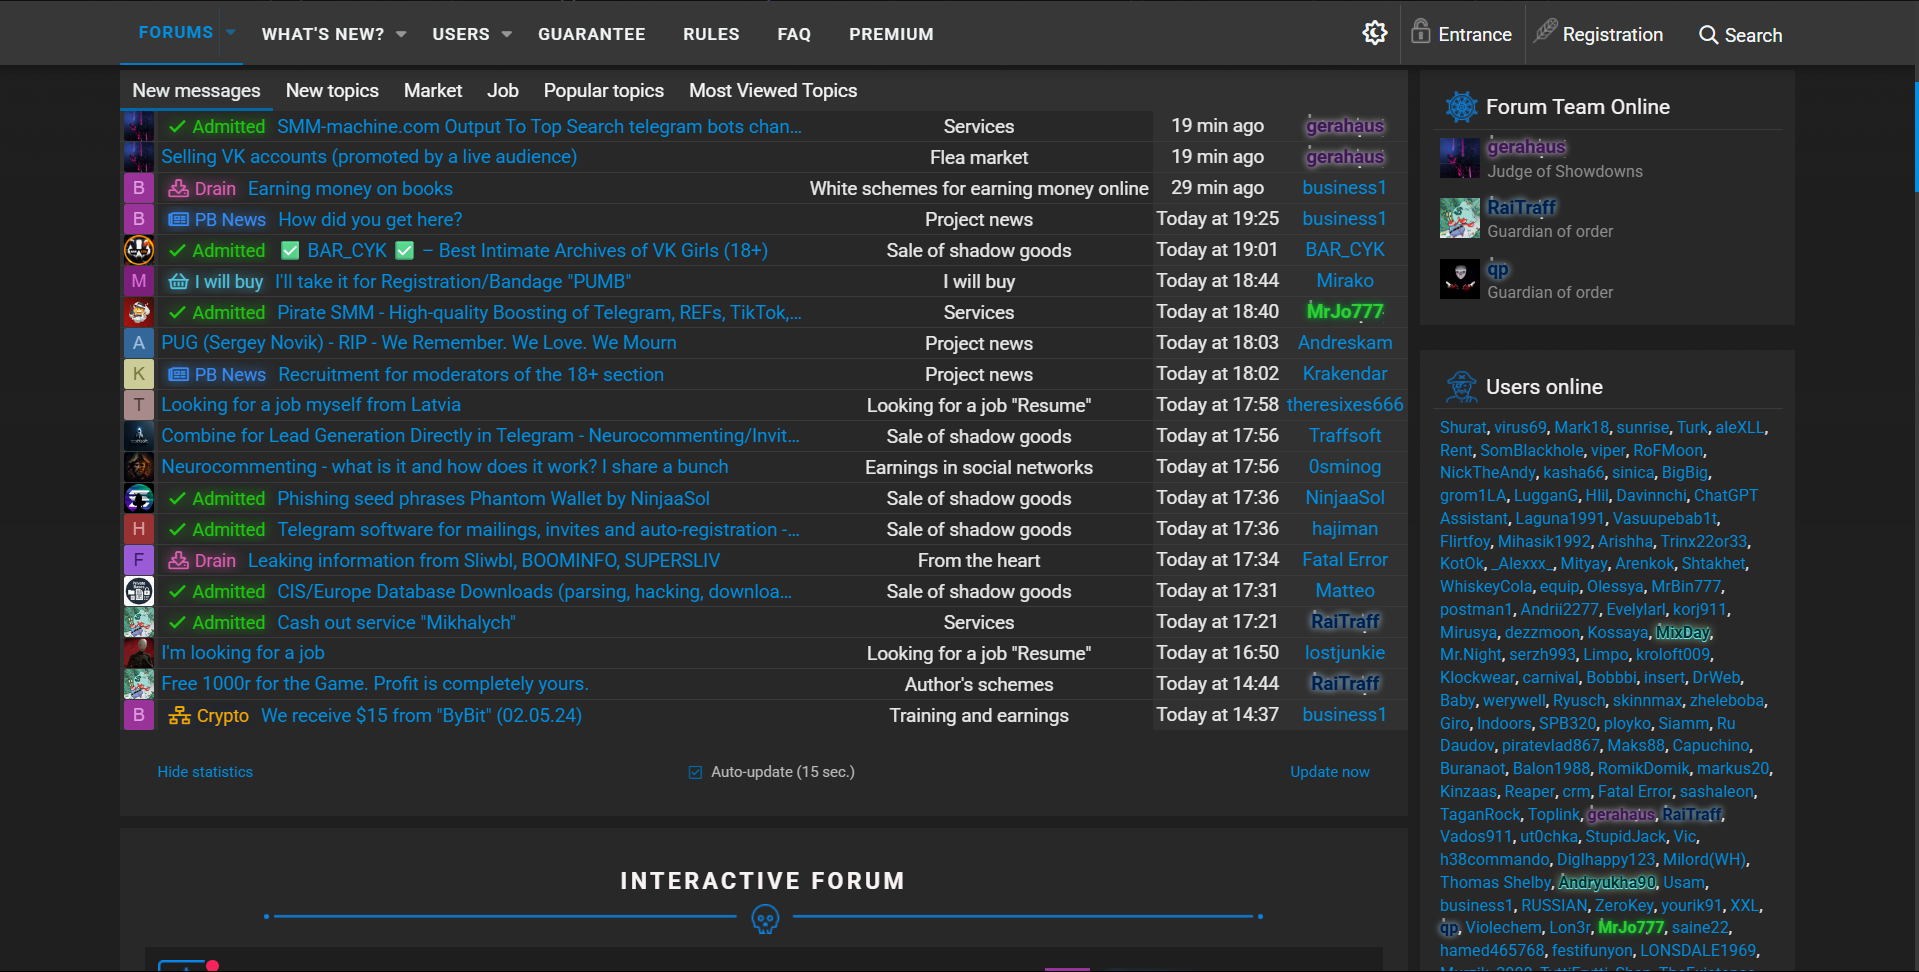 FORUMS WHAT'S NEW? USERS GUARANTEE RULES FAQ PREMIUM Entrance Registration Search
New messages New topics Market Job Popular topics Most Viewed Topics
Admitted SMM-machine.com Output To Top Search telegram bots chan... Services 19 min ago gerahaus
Selling VK accounts (promoted by a live audience) Flea market 19 min ago gerahaus
B Drain Earning money on books White schemes for earning money online 29 min ago business1
B PB News How did you get here? Project news Today at 19:25 business1
Admitted ✅ BAR_CYK ✅ – Best Intimate Archives of VK Girls (18+) Sale of shadow goods Today at 19:01 BAR_CYK
M I will buy I'll take it for Registration/Bandage "PUMB" I will buy Today at 18:44 Mirako
Admitted Pirate SMM - High-quality Boosting of Telegram, REFs, TikTok,... Services Today at 18:40 MrJo777
A PUG (Sergey Novik) - RIP - We Remember. We Love. We Mourn Project news Today at 18:03 Andreskam
K PB News Recruitment for moderators of the 18+ section Project news Today at 18:02 Krakendar
T Looking for a job myself from Latvia Looking for a job "Resume" Today at 17:58 theresixes666
Combine for Lead Generation Directly in Telegram - Neurocommenting/Invit... Sale of shadow goods Today at 17:56 Traffsoft
Neurocommenting - what is it and how does it work? I share a bunch Earnings in social networks Today at 17:56 0sminog
Admitted Phishing seed phrases Phantom Wallet by NinjaaSol Sale of shadow goods Today at 17:36 NinjaaSol
H Admitted Telegram software for mailings, invites and auto-registration -... Sale of shadow goods Today at 17:36 hajiman
F Drain Leaking information from Sliwbl, BOOMINFO, SUPERSLIV From the heart Today at 17:34 Fatal Error
Admitted CIS/Europe Database Downloads (parsing, hacking, downloa... Sale of shadow goods Today at 17:31 Matteo
Admitted Cash out service "Mikhalych" Services Today at 17:21 RaiTraff
I'm looking for a job Looking for a job "Resume" Today at 16:50 lostjunkie
Free 1000r for the Game. Profit is completely yours. Author's schemes Today at 14:44 RaiTraff
B Crypto We receive $15 from "ByBit" (02.05.24) Training and earnings Today at 14:37 business1
Hide statistics Auto-update (15 sec.) Update now
INTERACTIVE FORUM
Forum Team Online
gerahaus
Judge of Showdowns
RaiTraff
Guardian of order
qp
Guardian of order
Users online
Shurat, virus69, Mark18, sunrise, Turk, aleXLL,
Rent, SomBlackhole, viper, RoFMoon,
NickTheAndy, kasha66, sinica, BigBig,
grom1LA, LugganG, Hlil, Davinnchi, ChatGPT
Assistant, Laguna1991, Vasuupebab1t,
Flirtfoy, Mihasik1992, Arishha, Trinx22or33,
KotOk, _Alexxx_, Mityay, Arenkok, Shtakhet,
WhiskeyCola, equip, Olessya, MrBin777,
postman1, Andrii2277, Evelylarl, korj911,
Mirusya, dezzmoon, Kossaya, MixDay,
Mr.Night, serzh993, Limpo, kroloft009,
Klockwear, carnival, Bobbbi, insert, DrWeb,
Baby, werywell, Ryusch, skinnmax, zheleboba,
Giro, Indoors, SPB320, ployko, Siamm, Ru
Daudov, piratevlad867, Maks88, Capuchino,
Buranaot, Balon1988, RomikDomik, markus20,
Kinzaas, Reaper, crm, Fatal Error, sashaleon,
TaganRock, Toplink, gerahaus, RaiTraff,
Vados911, ut0chka, StupidJack, Vic,
h38commando, Diglhappy123, Milord(WH),
Thomas Shelby, Andryukha90, Usam,
business1, RUSSIAN, ZeroKey, yourik91, XXL,
qp, Violechem, Lon3r, MrJo777, saine22,
hamed465768, festifunyon, LONSDALE1969,